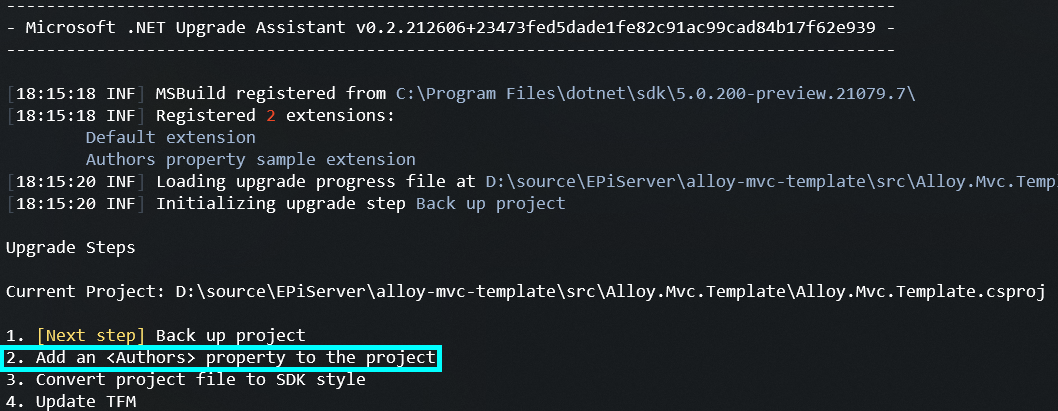 --------------------------------------------------------------------------------
- Microsoft .NET Upgrade Assistant v0.2.212606+23473fed5dade1fe82c91ac99cad84b17f62e939 -
--------------------------------------------------------------------------------
[18:15:18 INF] MSBuild registered from C:\Program Files\dotnet\sdk\5.0.200-preview.21079.7\
[18:15:18 INF] Registered 2 extensions:
Default extension
Authors property sample extension
[18:15:20 INF] Loading upgrade progress file at D:\source\EPiServer\alloy-mvc-template\src\Alloy.Mvc.Temp
[18:15:20 INF] Initializing upgrade step Back up project
Upgrade Steps
Current Project: D:\source\EPiServer\alloy-mvc-template\src\Alloy.Mvc.Template\Alloy.Mvc.Template.csproj
1. [Next step] Back up project
2. Add an <Authors> property to the project
3. Convert project file to SDK style
4. Update TFM